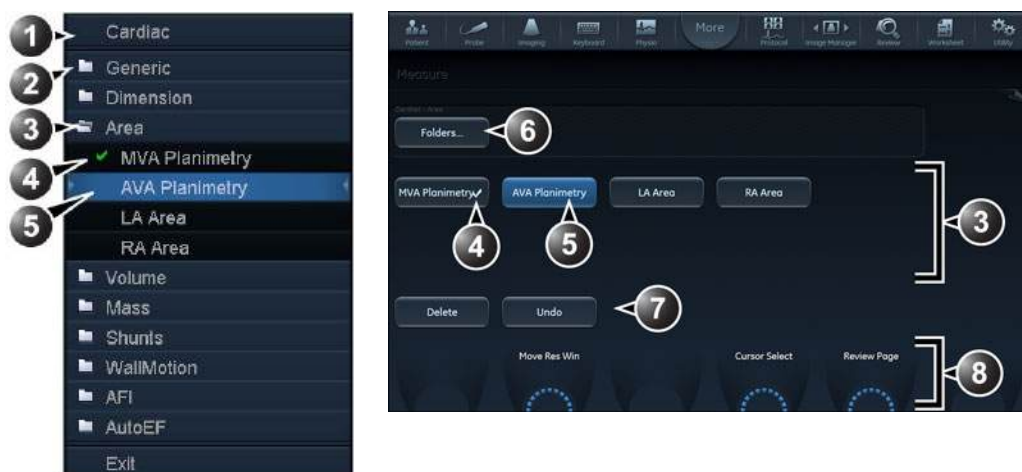 1 Cardiac
2 Generic
Dimension
3 Area
4 MVA Planimetry
5 AVA Planimetry
LA Area
RA Area
Volume
Mass
Shunts
WallMotion
AFI
AutoEF
Exit
Patient Probe Imaging Keyboard Physio More Protocol Image Manager Review Worksheet Utility
Measure
Cardiac - Area
Folders... 6
MVA Planimetry AVA Planimetry LA Area RA Area
3
4 5
Delete Undo 7
Move Res Win Cursor Select Review Page
8